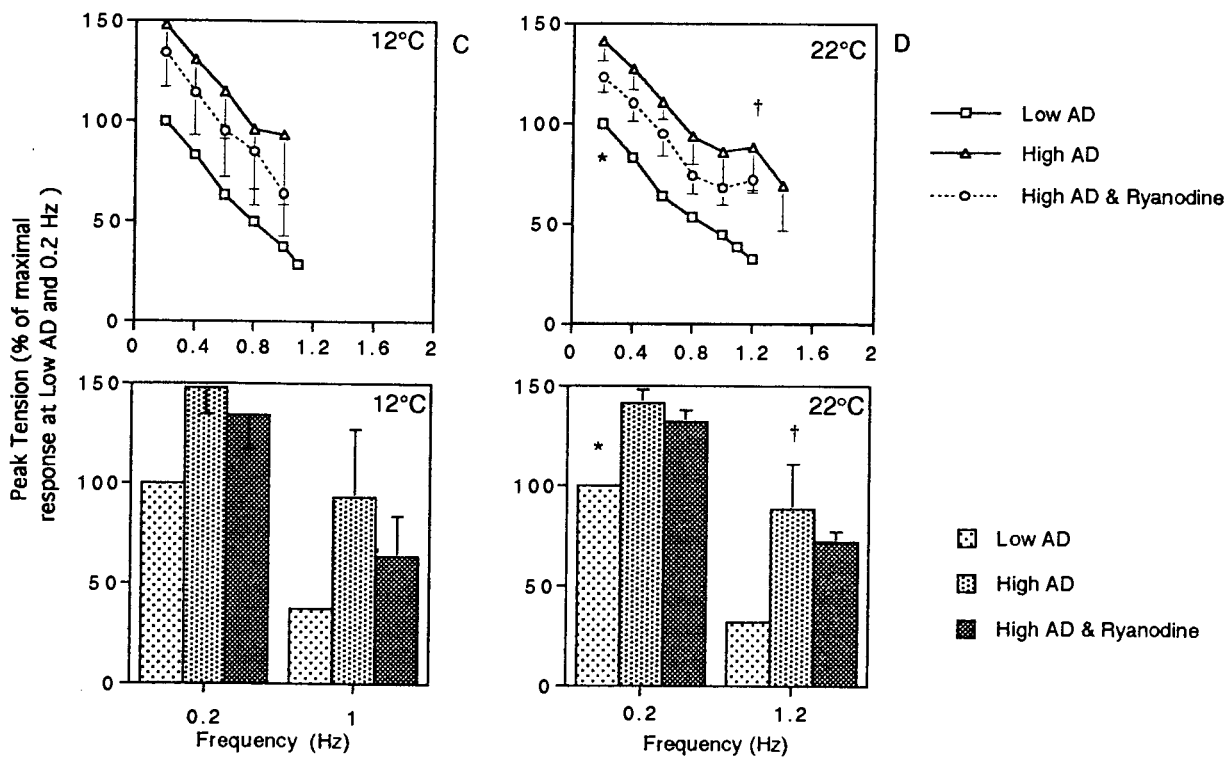 150
100
50
0
12°C
C
0 0.4 0.8 1.2 1.6 2
150
100
50
0
22°C
D
*
†
0 0.4 0.8 1.2 1.6 2
Low AD
High AD
High AD & Ryanodine
Peak Tension (% of maximal
response at Low AD and 0.2 Hz )
150
100
50
0
12°C
0.2 1
Frequency (Hz)
150
100
50
0
22°C
*
†
0.2 1.2
Frequency (Hz)
Low AD
High AD
High AD & Ryanodine